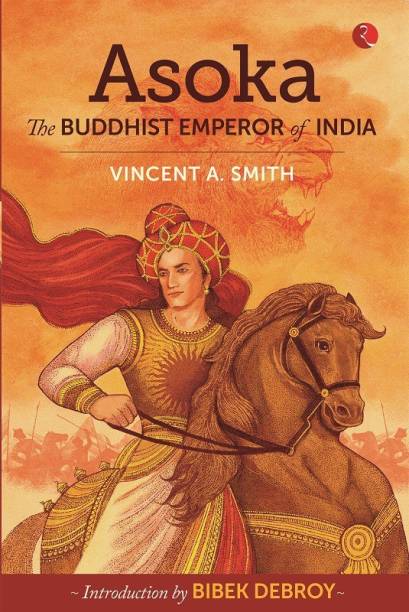 Asoka
The BUDDHIST EMPEROR of INDIA
VINCENT A. SMITH
~ Introduction by BIBEK DEBROY ~